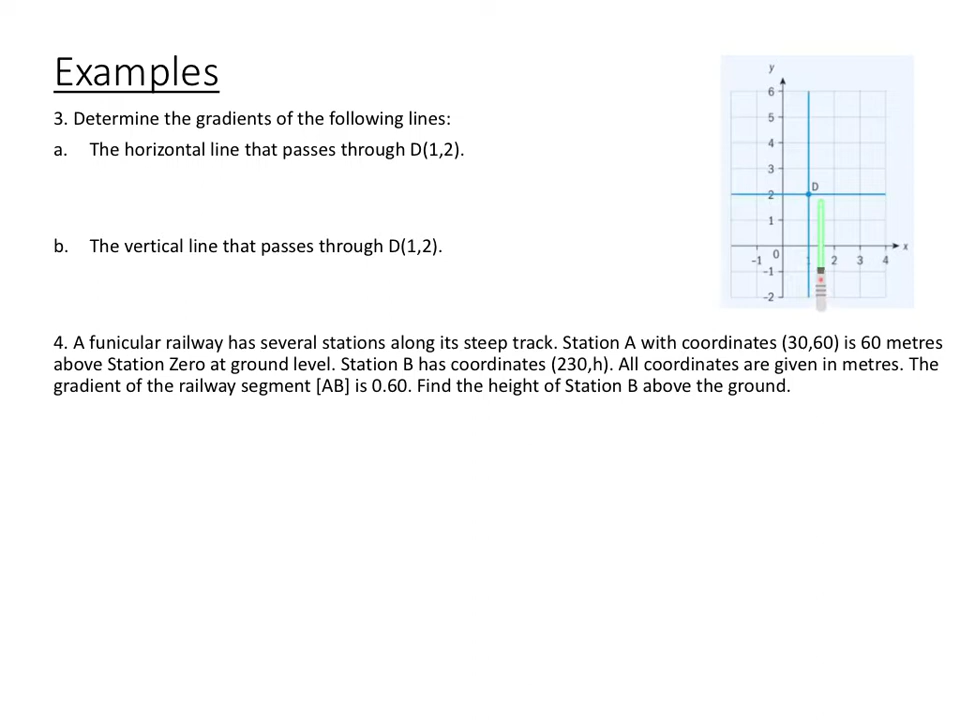 Examples
3. Determine the gradients of the following lines:
a. The horizontal line that passes through D(1,2).
b. The vertical line that passes through D(1,2).
4. A funicular railway has several stations along its steep track. Station A with coordinates (30,60) is 60 metres
above Station Zero at ground level. Station B has coordinates (230,h). All coordinates are given in metres. The
gradient of the railway segment [AB] is 0.60. Find the height of Station B above the ground.
y
6
5
4
3
D
2
1
0
x
-1 1 2 3 4
-1
-2